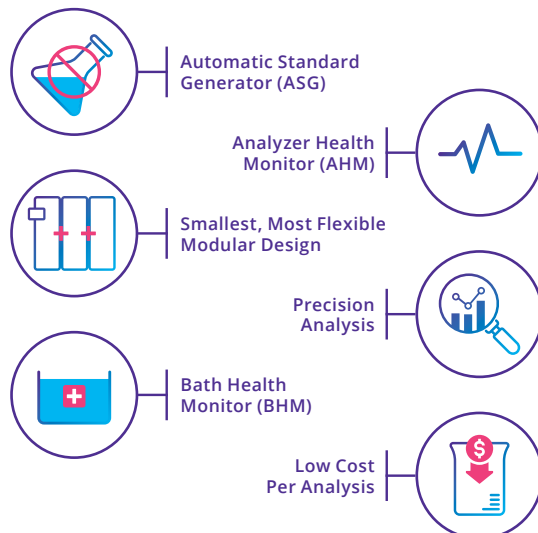 Automatic Standard
Generator (ASG)
Analyzer Health
Monitor (AHM)
Smallest, Most Flexible
Modular Design
Precision
Analysis
Bath Health
Monitor (BHM)
Low Cost
Per Analysis
$